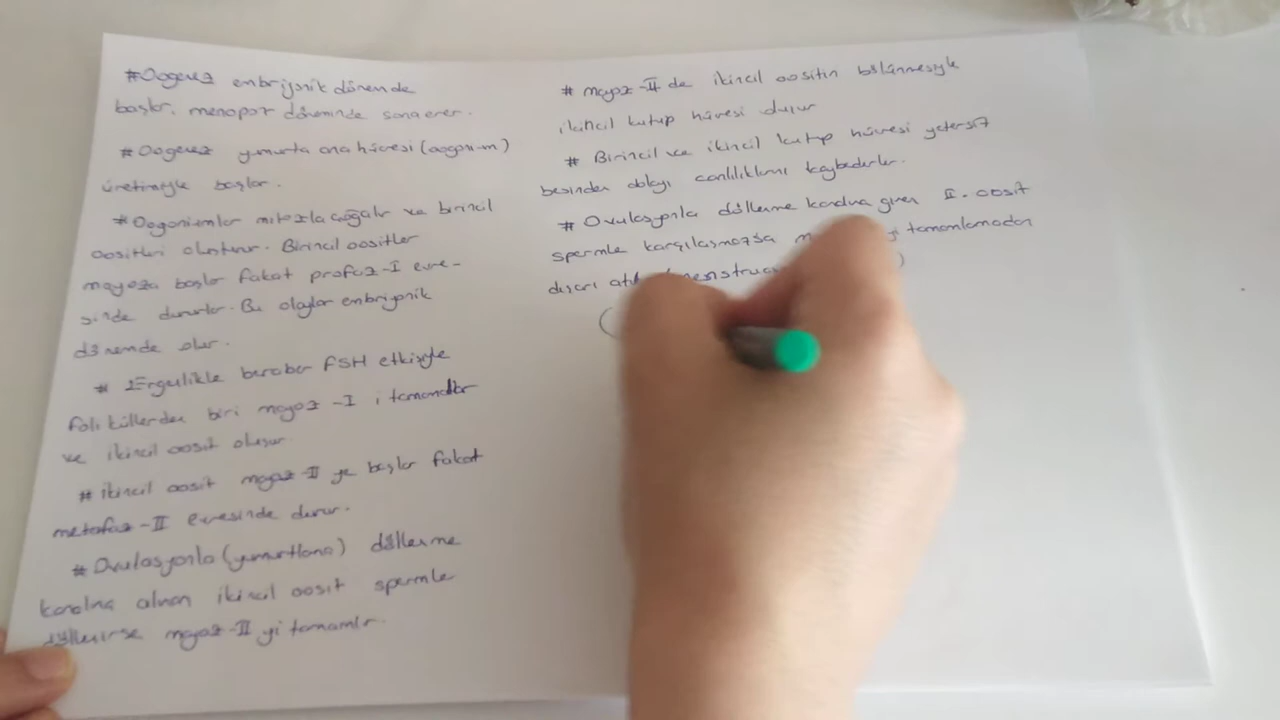 #Oogenez embriyonik dönemde
başlar, menopoz döneminde sona erer.
#Oogenez yumurta ana hücresi (oogonium)
üretimiyle başlar.
#Oogoniumlar mitozla çoğalır ve birincil
oositleri oluşturur. Birincil oositler
mayoza başlar fakat profaz-I evre-
sinde dururlar. Bu olaylar embriyonik
dönemde olur.
# Ergenlikle beraber FSH etkisiyle
foliküllerden biri mayoz-I i tamamlar
ve ikincil oosit oluşur
# ikincil oosit mayoz-II ye başlar fakat
metafaz-II evresinde durur.
# Ovulasyonla (yumurtlama) döllenme
kanalına alınan ikincil oosit spermle
döllenirse mayoz-II yi tamamlar.
# mayoz-II de ikincil oositin bölünmesiyle
ikincil kutup hücresi oluşur
# Birincil ve ikincil kutup hücresi yetersiz
besinden dolayı canlılıklarını kaybederler.
# Ovulasyonla döllenme kanalına giren II. oosit
spermle karşılaşmazsa yi tamamlamadan
dışarı